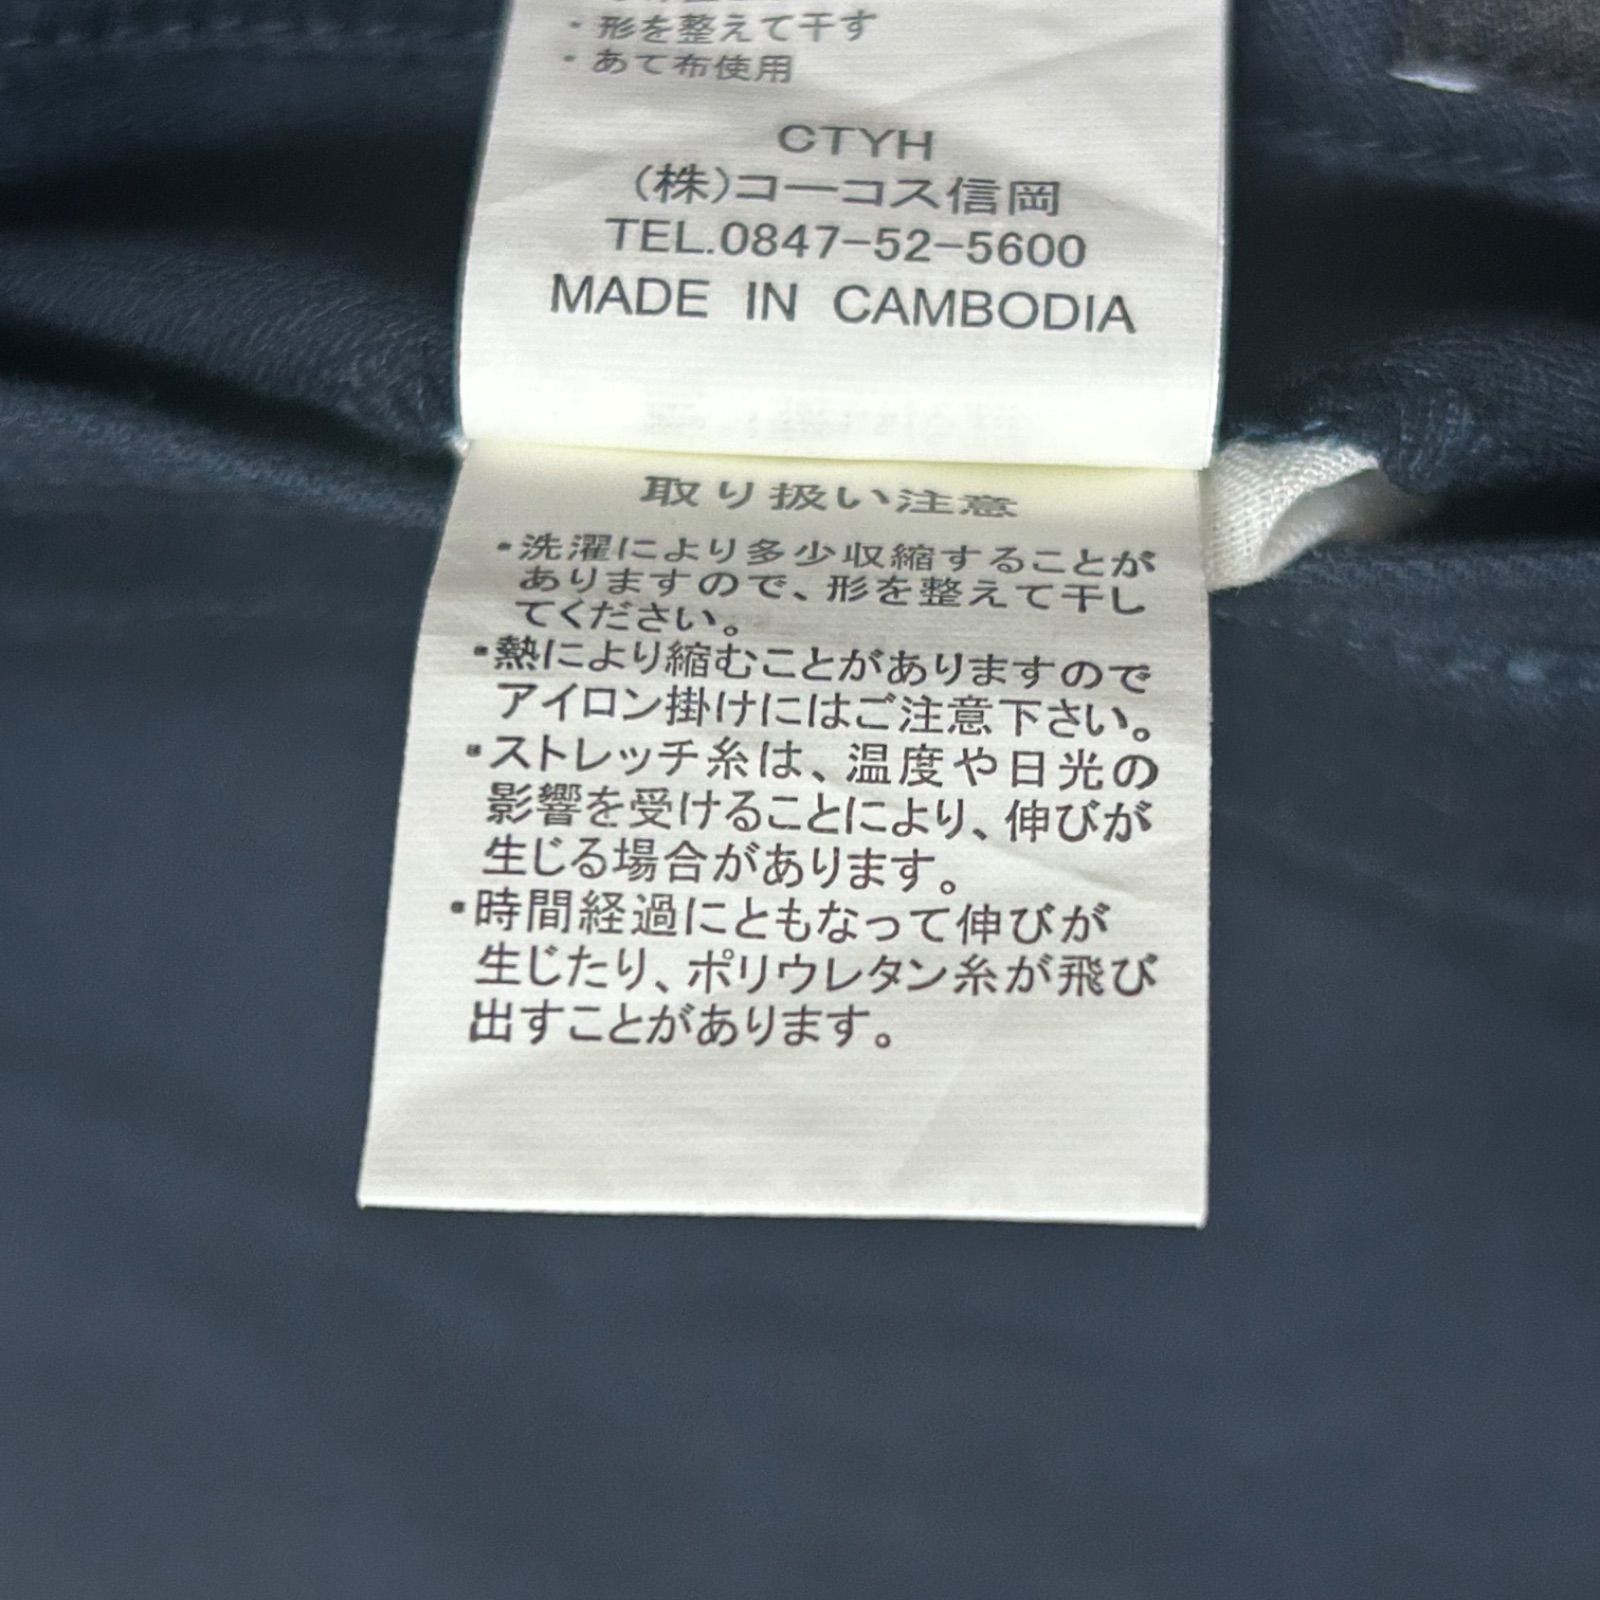 ・形を整えて干す
・あて布使用
CTYH
(株)コーコス信岡
TEL.0847-52-5600
MADE IN CAMBODIA
取り扱い注意
・洗濯により多少収縮することが
ありますので、形を整えて干し
てください。
・熱により縮むことがありますので
アイロン掛けにはご注意下さい。
・ストレッチ糸は、温度や日光の
影響を受けることにより、伸びが
生じる場合があります。
・時間経過にともなって伸びが
生じたり、ポリウレタン糸が飛び
出すことがあります。